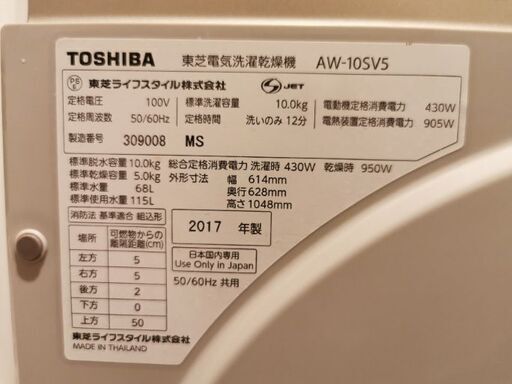 TOSHIBA 東芝電気洗濯乾燥機 AW-10SV5
PS E 東芝ライフスタイル株式会社 S JET
定格電圧 100V 標準洗濯容量 10.0kg 電動機定格消費電力 430W
定格周波数 50/60Hz 定格時間 洗いのみ 12分 電熱装置定格消費電力 905W
製造番号 309008 MS
標準脱水容量 10.0kg 総合定格消費電力 洗濯時 430W 乾燥時 950W
標準乾燥容量 5.0kg 外形寸法 幅 614mm
標準水量 68L 奥行 628mm
標準使用水量 115L 高さ 1048mm
消防法 基準適合 組込形
場所 可燃物からの離隔距離(cm)
左方 5
右方 5
後方 2
下方 0
上方 50
2017 年製
日本国内専用
Use Only in Japan
50/60Hz 共用
東芝ライフスタイル株式会社
MADE IN THAILAND